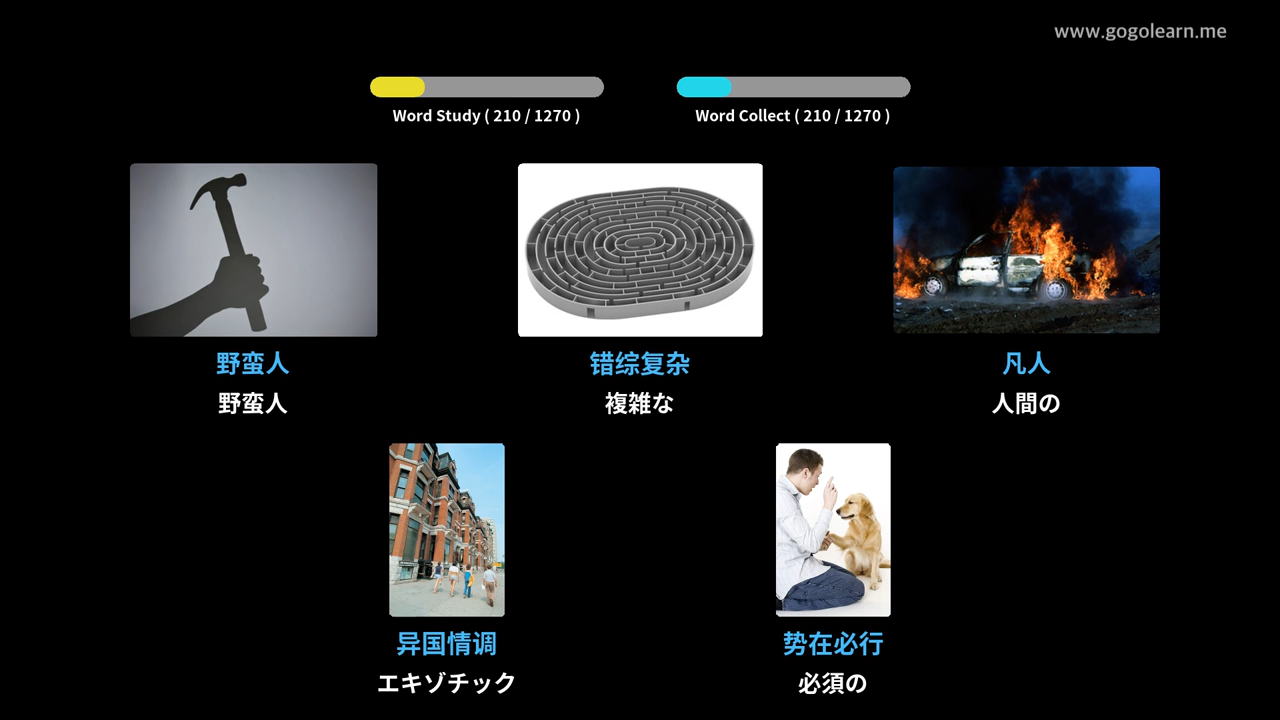 www.gogolearn.me
Word Study ( 210 / 1270 )
Word Collect ( 210 / 1270 )
野蛮人
野蛮人
错综复杂
複雑な
凡人
人間の
异国情调
エキゾチック
势在必行
必須の